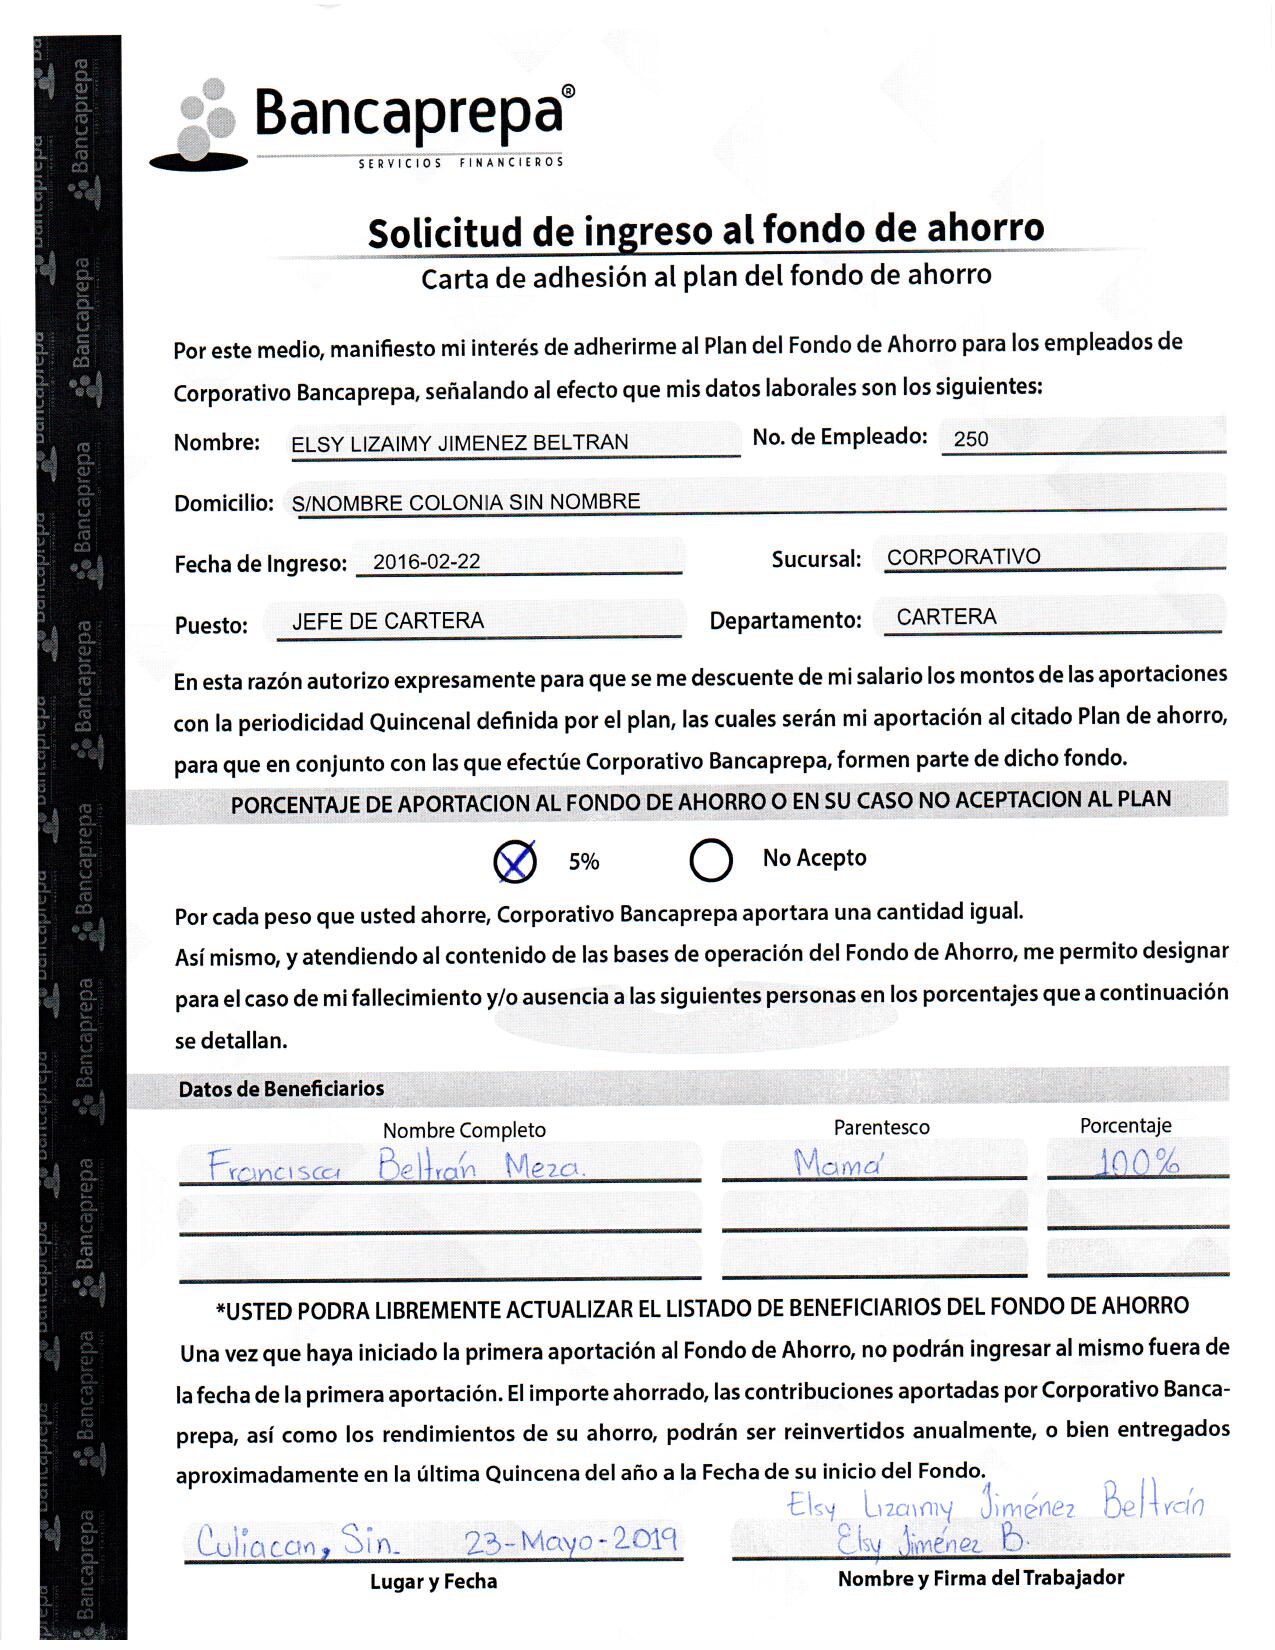 Bancaprepa®
SERVICIOS FINANCIEROS
Solicitud de ingreso al fondo de ahorro
Carta de adhesión al plan del fondo de ahorro
Por este medio, manifiesto mi interés de adherirme al Plan del Fondo de Ahorro para los empleados de
Corporativo Bancaprepa, señalando al efecto que mis datos laborales son los siguientes:
Nombre: ELSY LIZAIMY JIMENEZ BELTRAN No. de Empleado: 250
Domicilio: S/NOMBRE COLONIA SIN NOMBRE
Fecha de Ingreso: 2016-02-22 Sucursal: CORPORATIVO
Puesto: JEFE DE CARTERA Departamento: CARTERA
En esta razón autorizo expresamente para que se me descuente de mi salario los montos de las aportaciones
con la periodicidad Quincenal definida por el plan, las cuales serán mi aportación al citado Plan de ahorro,
para que en conjunto con las que efectúe Corporativo Bancaprepa, formen parte de dicho fondo.
PORCENTAJE DE APORTACION AL FONDO DE AHORRO O EN SU CASO NO ACEPTACION AL PLAN
5% No Acepto
Por cada peso que usted ahorre, Corporativo Bancaprepa aportara una cantidad igual.
Así mismo, y atendiendo al contenido de las bases de operación del Fondo de Ahorro, me permito designar
para el caso de mi fallecimiento y/o ausencia a las siguientes personas en los porcentajes que a continuación
se detallan.
Datos de Beneficiarios
Nombre Completo Parentesco Porcentaje
Francisca Beltrán Meza. Mamá 100%
*USTED PODRA LIBREMENTE ACTUALIZAR EL LISTADO DE BENEFICIARIOS DEL FONDO DE AHORRO
Una vez que haya iniciado la primera aportación al Fondo de Ahorro, no podrán ingresar al mismo fuera de
la fecha de la primera aportación. El importe ahorrado, las contribuciones aportadas por Corporativo Banca-
prepa, así como los rendimientos de su ahorro, podrán ser reinvertidos anualmente, o bien entregados
aproximadamente en la última Quincena del año a la Fecha de su inicio del Fondo.
Elsy Lizaimy Jiménez Beltrán
Culiacan, Sin. 23-Mayo-2019 Elsy Jiménez B.
Lugar y Fecha Nombre y Firma del Trabajador